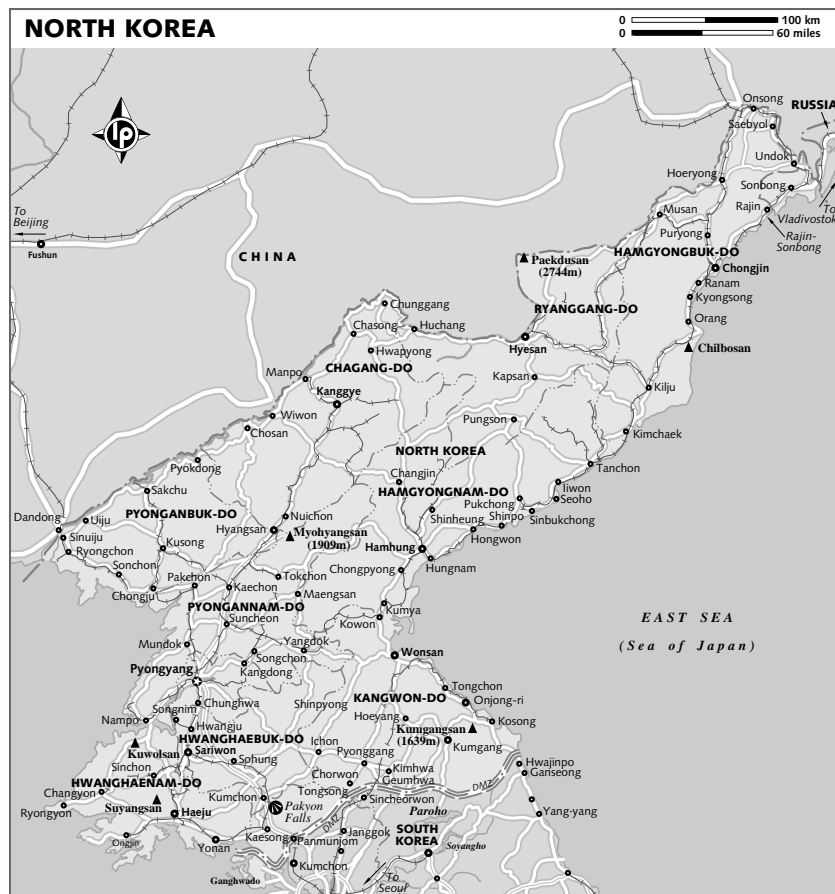 NORTH KOREA
0 100 km
0 60 miles
lp
Onsong
RUSSIA
Saebyol
Undok
Hoeryong
Sonbong
To
Beijing
Musan
Rajin
To
Vladivostok
Fushun
Puryong
Rajin-
Sonbong
CHINA
Paekdusan
(2744m)
HAMGYONGBUK-DO
Chongjin
Ranam
Kyongsong
Chunggang
RYANGGANG-DO
Orang
Chasong
Huchang
Hyesan
Chilbosan
Hwapyong
CHAGANG-DO
Manpo
Kapsan
Kanggye
Kilju
Wiwon
Pungson
Chosan
Kimchaek
NORTH KOREA
Pyokdong
Tanchon
Changjin
Iiwon
Sakchu
HAMGYONGNAM-DO
Pukchong
Seoho
PYONGANBUK-DO
Nuichon
Shinheung
Shinpo
Sinbukchong
Dandong
Uiju
Hyangsan
Myohyangsan
(1909m)
Hongwon
Sinuiju
Ryongchon
Kusong
Hamhung
Hungnam
Sonchon
Pakchon
Tokchon
Chongpyong
Chongju
Kaechon
Maengsan
PYONGANNAM-DO
Kumya
Suncheon
Kowon
EAST SEA
(Sea of Japan)
Mundok
Yangdok
Songchon
Kangdong
Wonsan
Pyongyang
Tongchon
Chunghwa
Shinpyong
KANGWON-DO
Onjong-ri
Songnim
Nampo
Hoeyang
Kosong
Hwangju
Kumgangsan
(1639m)
HWANGHAEBUK-DO
Kuwolsan
Sariwon
Ichon
Kumgang
Sohung
Pyonggang
Hwajinpo
Sinchon
Kimhwa
Ganseong
HWANGHAENAM-DO
Chorwon
Geumhwa
DMZ
Changyon
Tongsong
Kumchon
Sincheorwon
Ryongyon
Suyangsan
Haeju
Pakyon
Falls
Paroho
Yang-yang
DMZ
Ongjin
Kaesong
Janggok
SOUTH
KOREA
Yonan
Panmunjom
Soyangho
Ganghwado
Kumchon
To
Seoul